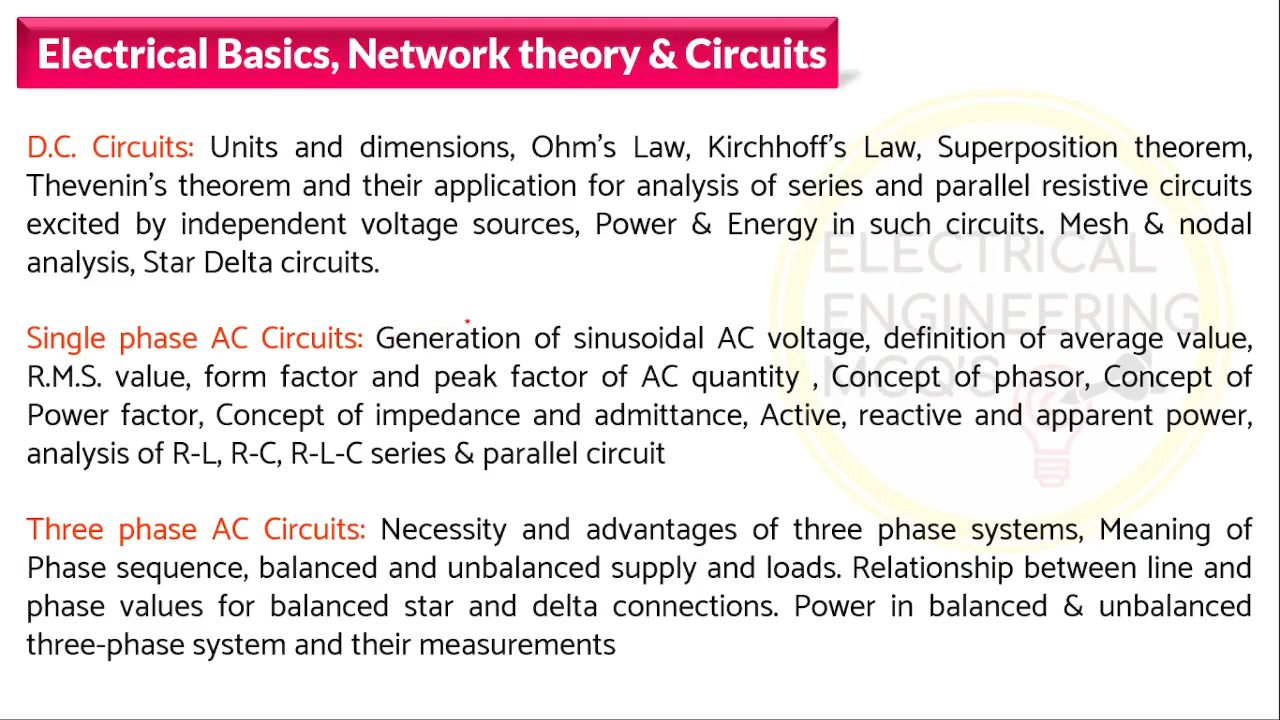 Electrical Basics, Network theory & Circuits
D.C. Circuits: Units and dimensions, Ohm's Law, Kirchhoff's Law, Superposition theorem,
Thevenin's theorem and their application for analysis of series and parallel resistive circuits
excited by independent voltage sources, Power & Energy in such circuits. Mesh & nodal
analysis, Star Delta circuits.
Single phase AC Circuits: Generation of sinusoidal AC voltage, definition of average value,
R.M.S. value, form factor and peak factor of AC quantity , Concept of phasor, Concept of
Power factor, Concept of impedance and admittance, Active, reactive and apparent power,
analysis of R-L, R-C, R-L-C series & parallel circuit
Three phase AC Circuits: Necessity and advantages of three phase systems, Meaning of
Phase sequence, balanced and unbalanced supply and loads. Relationship between line and
phase values for balanced star and delta connections. Power in balanced & unbalanced
three-phase system and their measurements
ELECTRICAL
ENGINEERING
MCQ'S